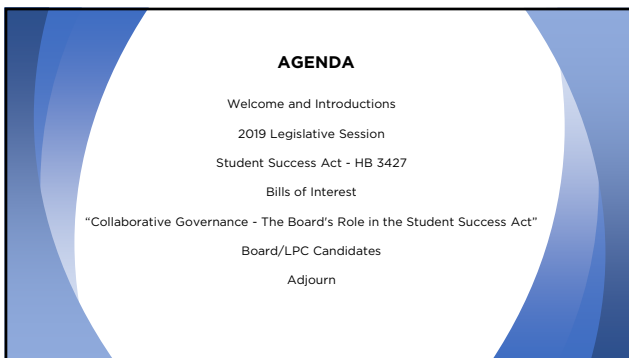 AGENDA
Welcome and Introductions
2019 Legislative Session
Student Success Act - HB 3427
Bills of Interest
“Collaborative Governance - The Board's Role in the Student Success Act”
Board/LPC Candidates
Adjourn